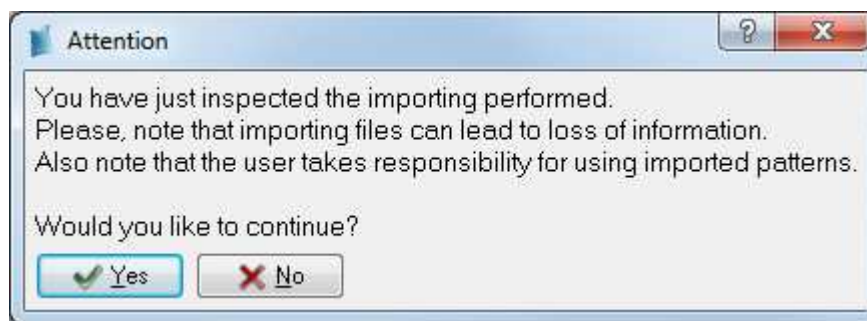 Attention
?
You have just inspected the importing performed.
Please, note that importing files can lead to loss of information.
Also note that the user takes responsibility for using imported patterns.
Would you like to continue?
Yes No